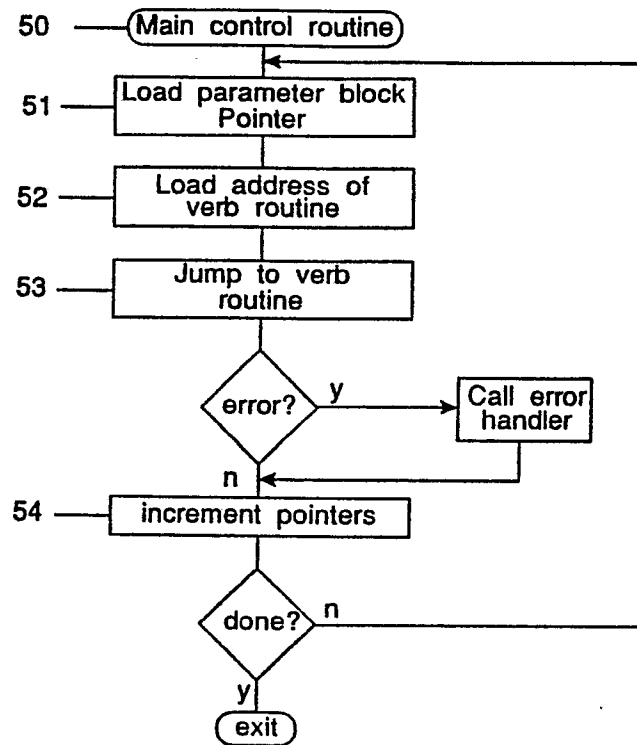 50
Main control routine
51
Load parameter block
Pointer
52
Load address of
verb routine
53
Jump to verb
routine
error?
y
Call error
handler
n
54
increment pointers
done?
n
y
exit